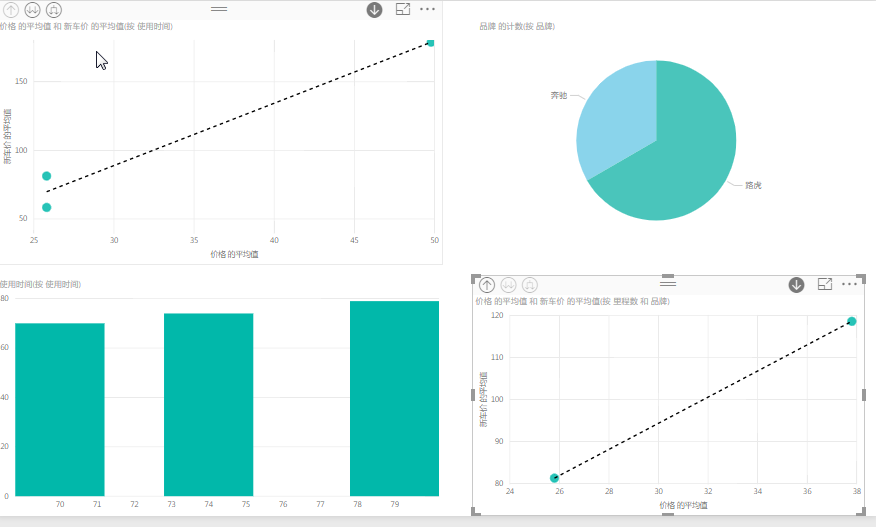 价格 的平均值 和 新车价 的平均值(按 使用时间)
新车价 的平均值
150
100
50
25 30 35 40 45 50
价格 的平均值
品牌 的计数(按 品牌)
奔驰
路虎
使用时间(按 使用时间)
80
60
40
20
0
70 71 72 73 74 75 76 77 78 79
价格 的平均值 和 新车价 的平均值(按 里程数 和 品牌)
新车价 的平均值
120
110
100
90
80
24 26 28 30 32 34 36 38
价格 的平均值